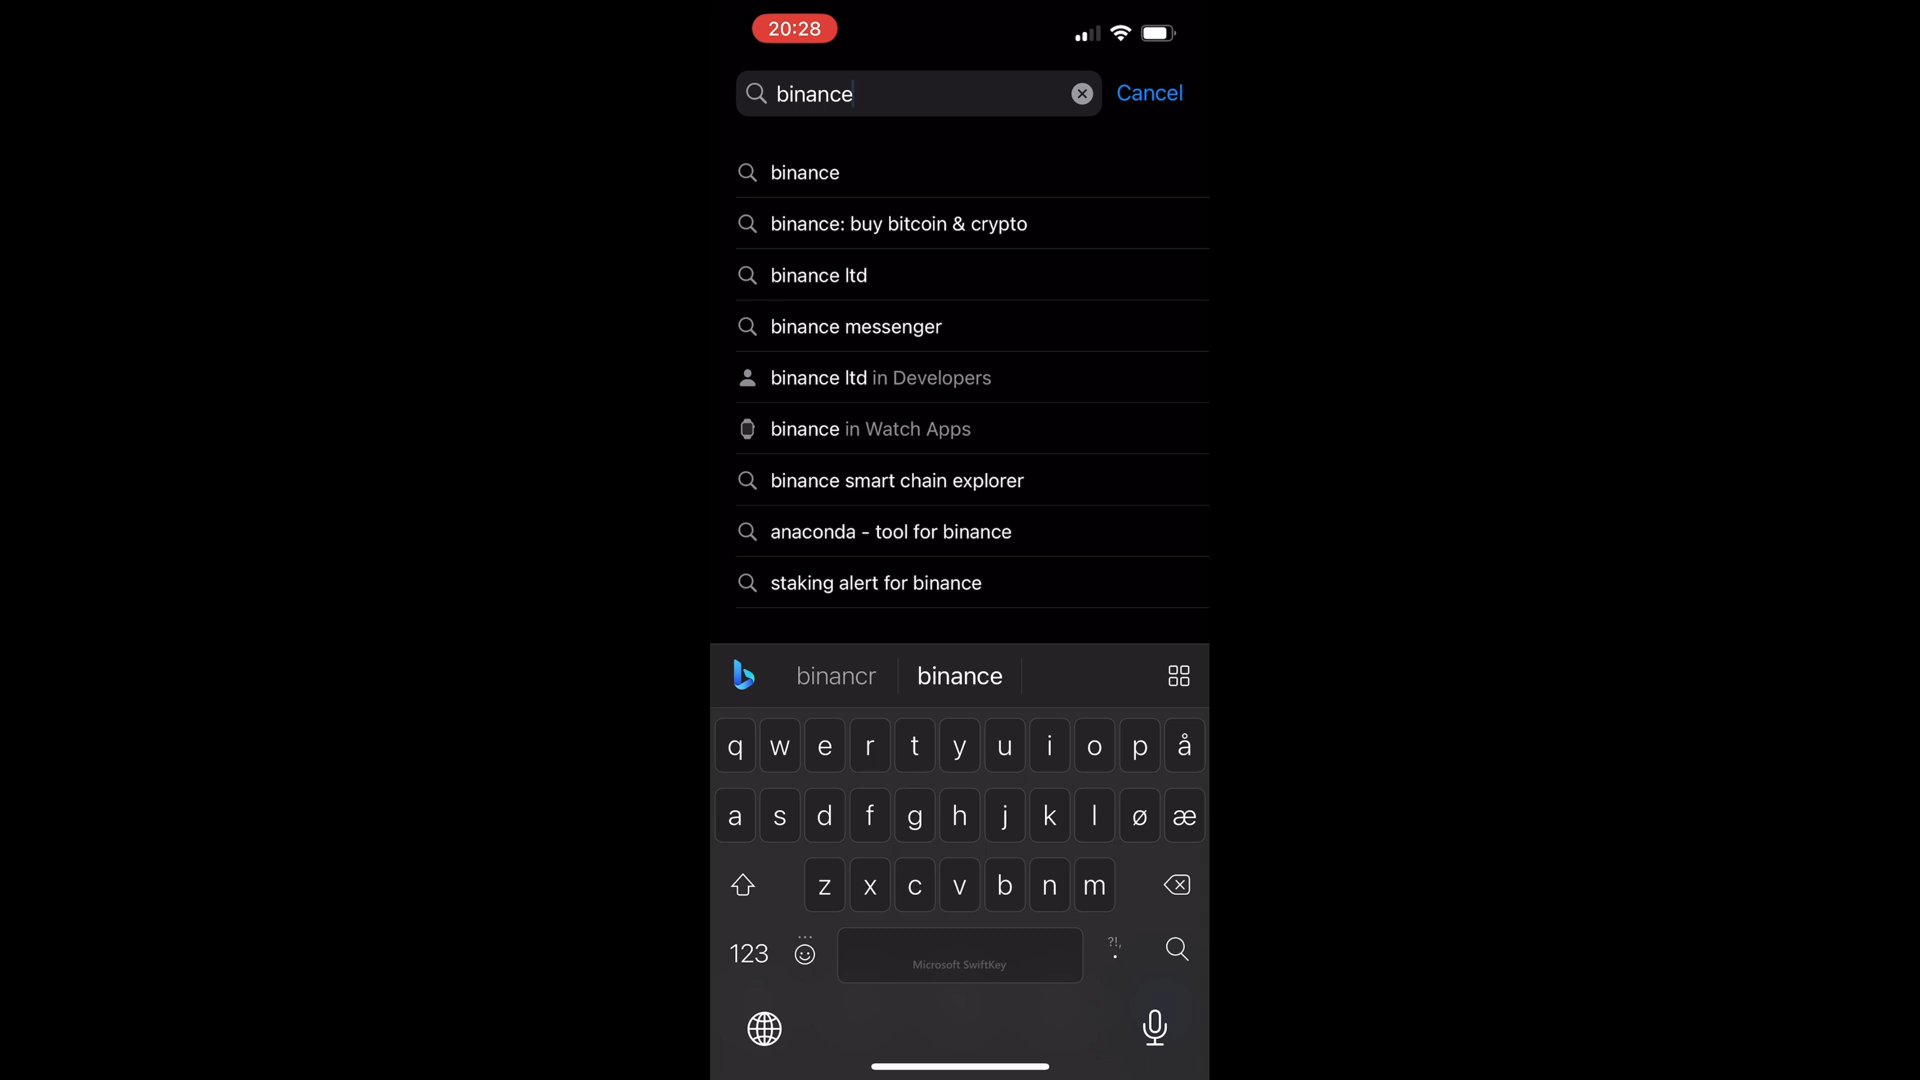 20:28
binance
Cancel
binance
binance: buy bitcoin & crypto
binance ltd
binance messenger
binance ltd in Developers
binance in Watch Apps
binance smart chain explorer
anaconda - tool for binance
staking alert for binance
binancr binance
q w e r t y u i o p å
a s d f g h j k l ø æ
z x c v b n m
123 ?!, .
Microsoft SwiftKey